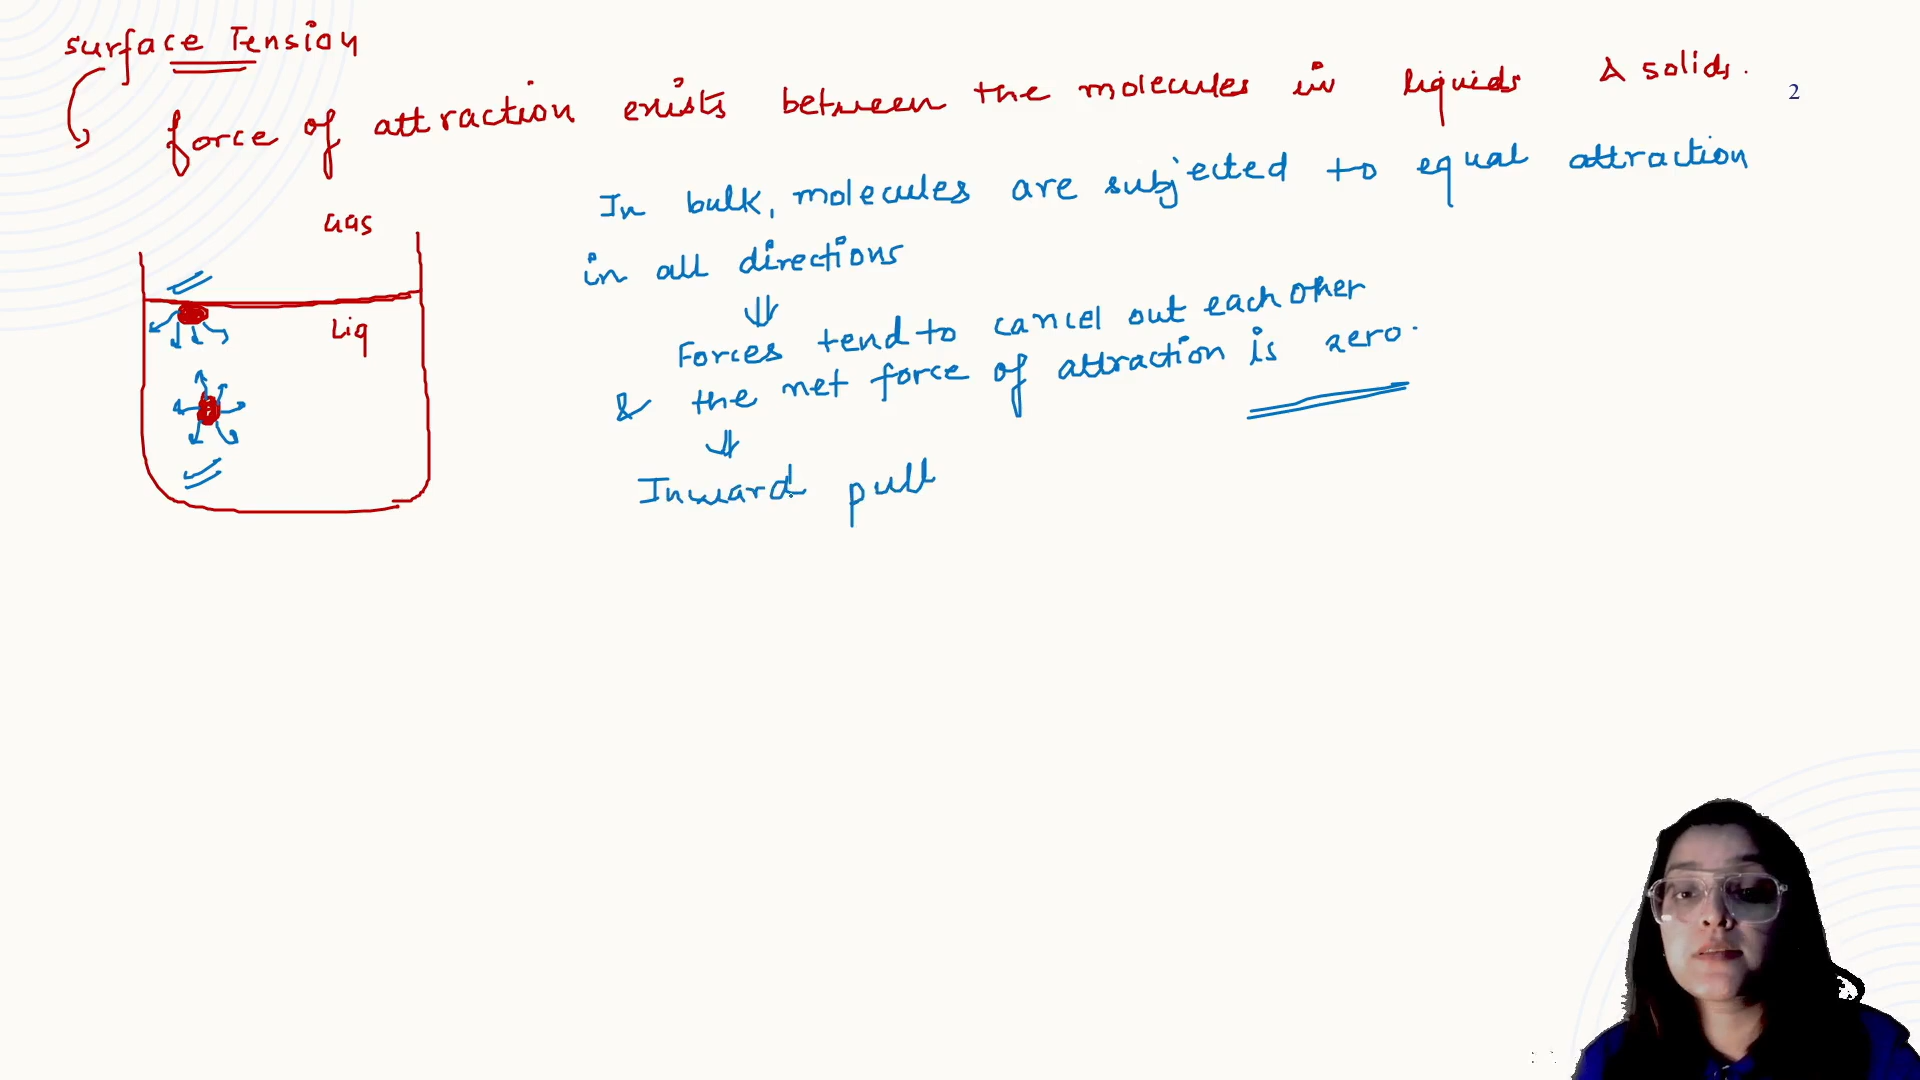 surface Tension
force of attraction exists between the molecules in liquids & solids.
2
In bulk, molecules are subjected to equal attraction
in all directions
⇓
Forces tend to cancel out each other
& the net force of attraction is zero.
⇓
Inward pull
Gas
Liq